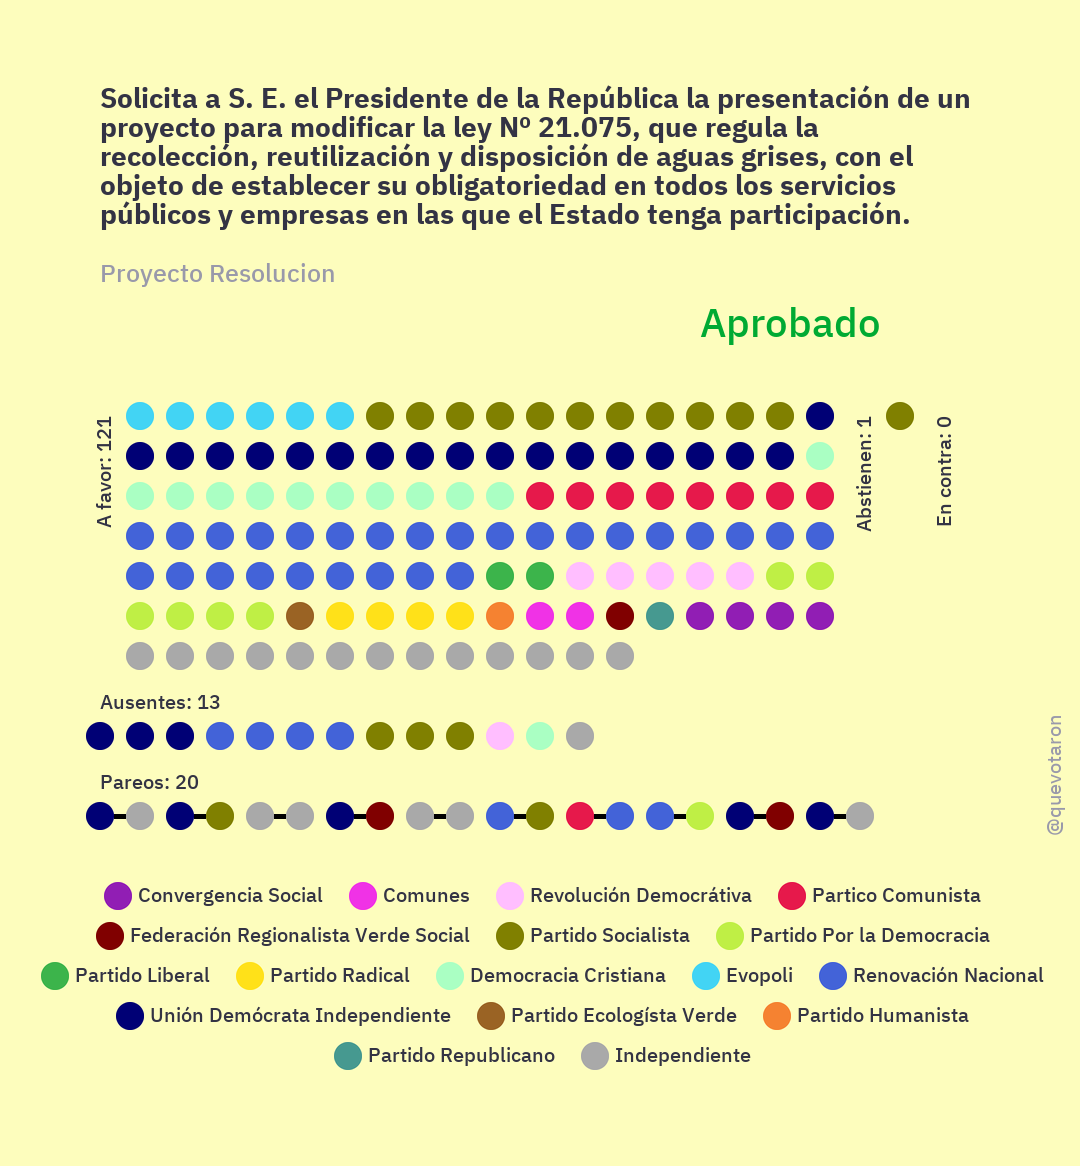 Solicita a S. E. el Presidente de la República la presentación de un
proyecto para modificar la ley Nº 21.075, que regula la
recolección, reutilización y disposición de aguas grises, con el
objeto de establecer su obligatoriedad en todos los servicios
públicos y empresas en las que el Estado tenga participación.
Proyecto Resolucion
Aprobado
A favor: 121
Abstienen: 1
En contra: 0
Ausentes: 13
Pareos: 20
@quevotaron
Convergencia Social Comunes Revolución Democrátiva Partico Comunista
Federación Regionalista Verde Social Partido Socialista Partido Por la Democracia
Partido Liberal Partido Radical Democracia Cristiana Evopoli Renovación Nacional
Unión Demócrata Independiente Partido Ecologísta Verde Partido Humanista
Partido Republicano Independiente